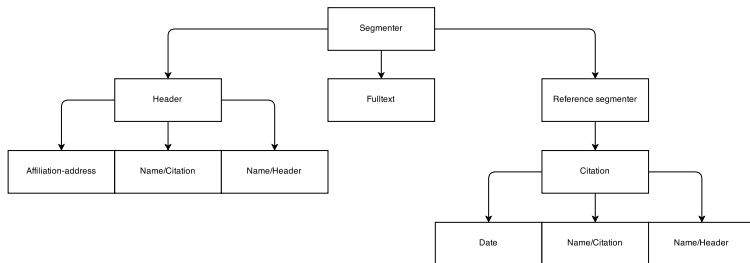 Segmenter
Header
Fulltext
Reference segmenter
Affiliation-address
Name/Citation
Name/Header
Citation
Date
Name/Citation
Name/Header